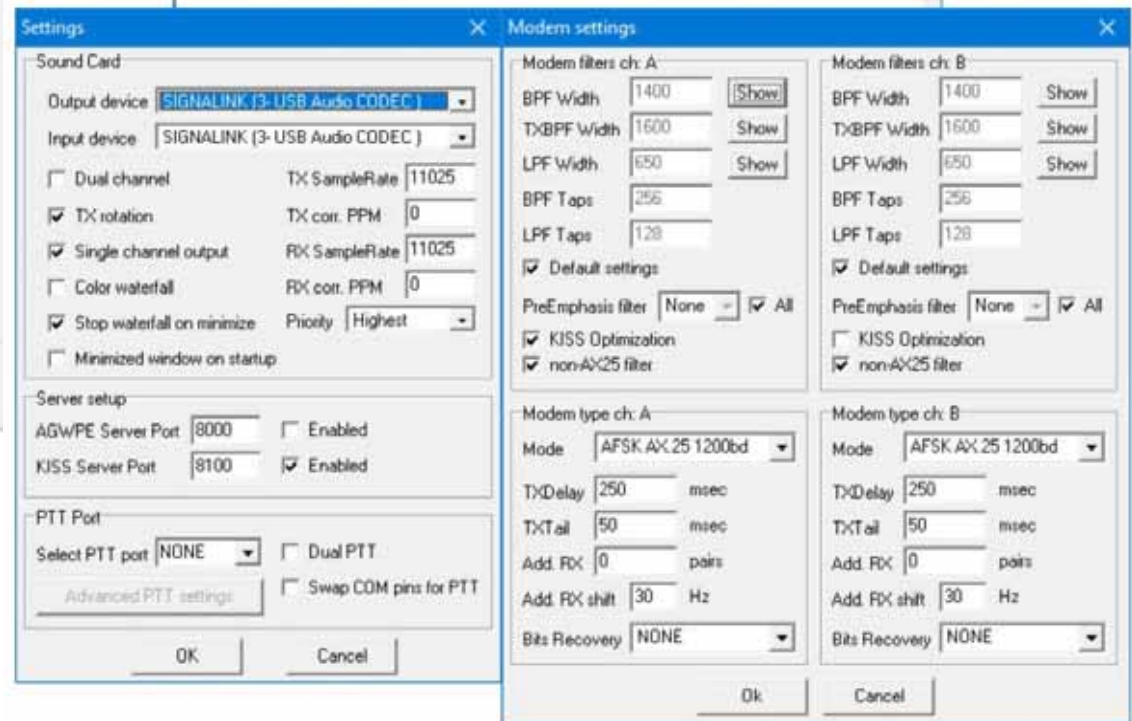 Settings
Sound Card
Output device SIGNALINK (3- USB Audio CODEC )
Input device SIGNALINK (3- USB Audio CODEC )
Dual channel TX SampleRate 11025
TX rotation TX corr. PPM 0
Single channel output RX SampleRate 11025
Color waterfall RX corr. PPM 0
Stop waterfall on minimize Priority Highest
Minimized window on startup
Server setup
AGWPE Server Port 8000 Enabled
KISS Server Port 8100 Enabled
PTT Port
Select PTT port NONE Dual PTT
Advanced PTT settings Swap COM pins for PTT
OK Cancel
Modem settings
Modem filters ch: A
BPF Width 1400 Show
TXBPF Width 1600 Show
LPF Width 650 Show
BPF Taps 256
LPF Taps 128
Default settings
PreEmphasis filter None All
KISS Optimization
non-AX25 filter
Modem filters ch: B
BPF Width 1400 Show
TXBPF Width 1600 Show
LPF Width 650 Show
BPF Taps 256
LPF Taps 128
Default settings
PreEmphasis filter None All
KISS Optimization
non-AX25 filter
Modem type ch: A
Mode AFSK AX.25 1200bd
TXDelay 250 msec
TXTail 50 msec
Add. RX 0 pairs
Add. RX shift 30 Hz
Bits Recovery NONE
Modem type ch: B
Mode AFSK AX.25 1200bd
TXDelay 250 msec
TXTail 50 msec
Add. RX 0 pairs
Add. RX shift 30 Hz
Bits Recovery NONE
Ok Cancel